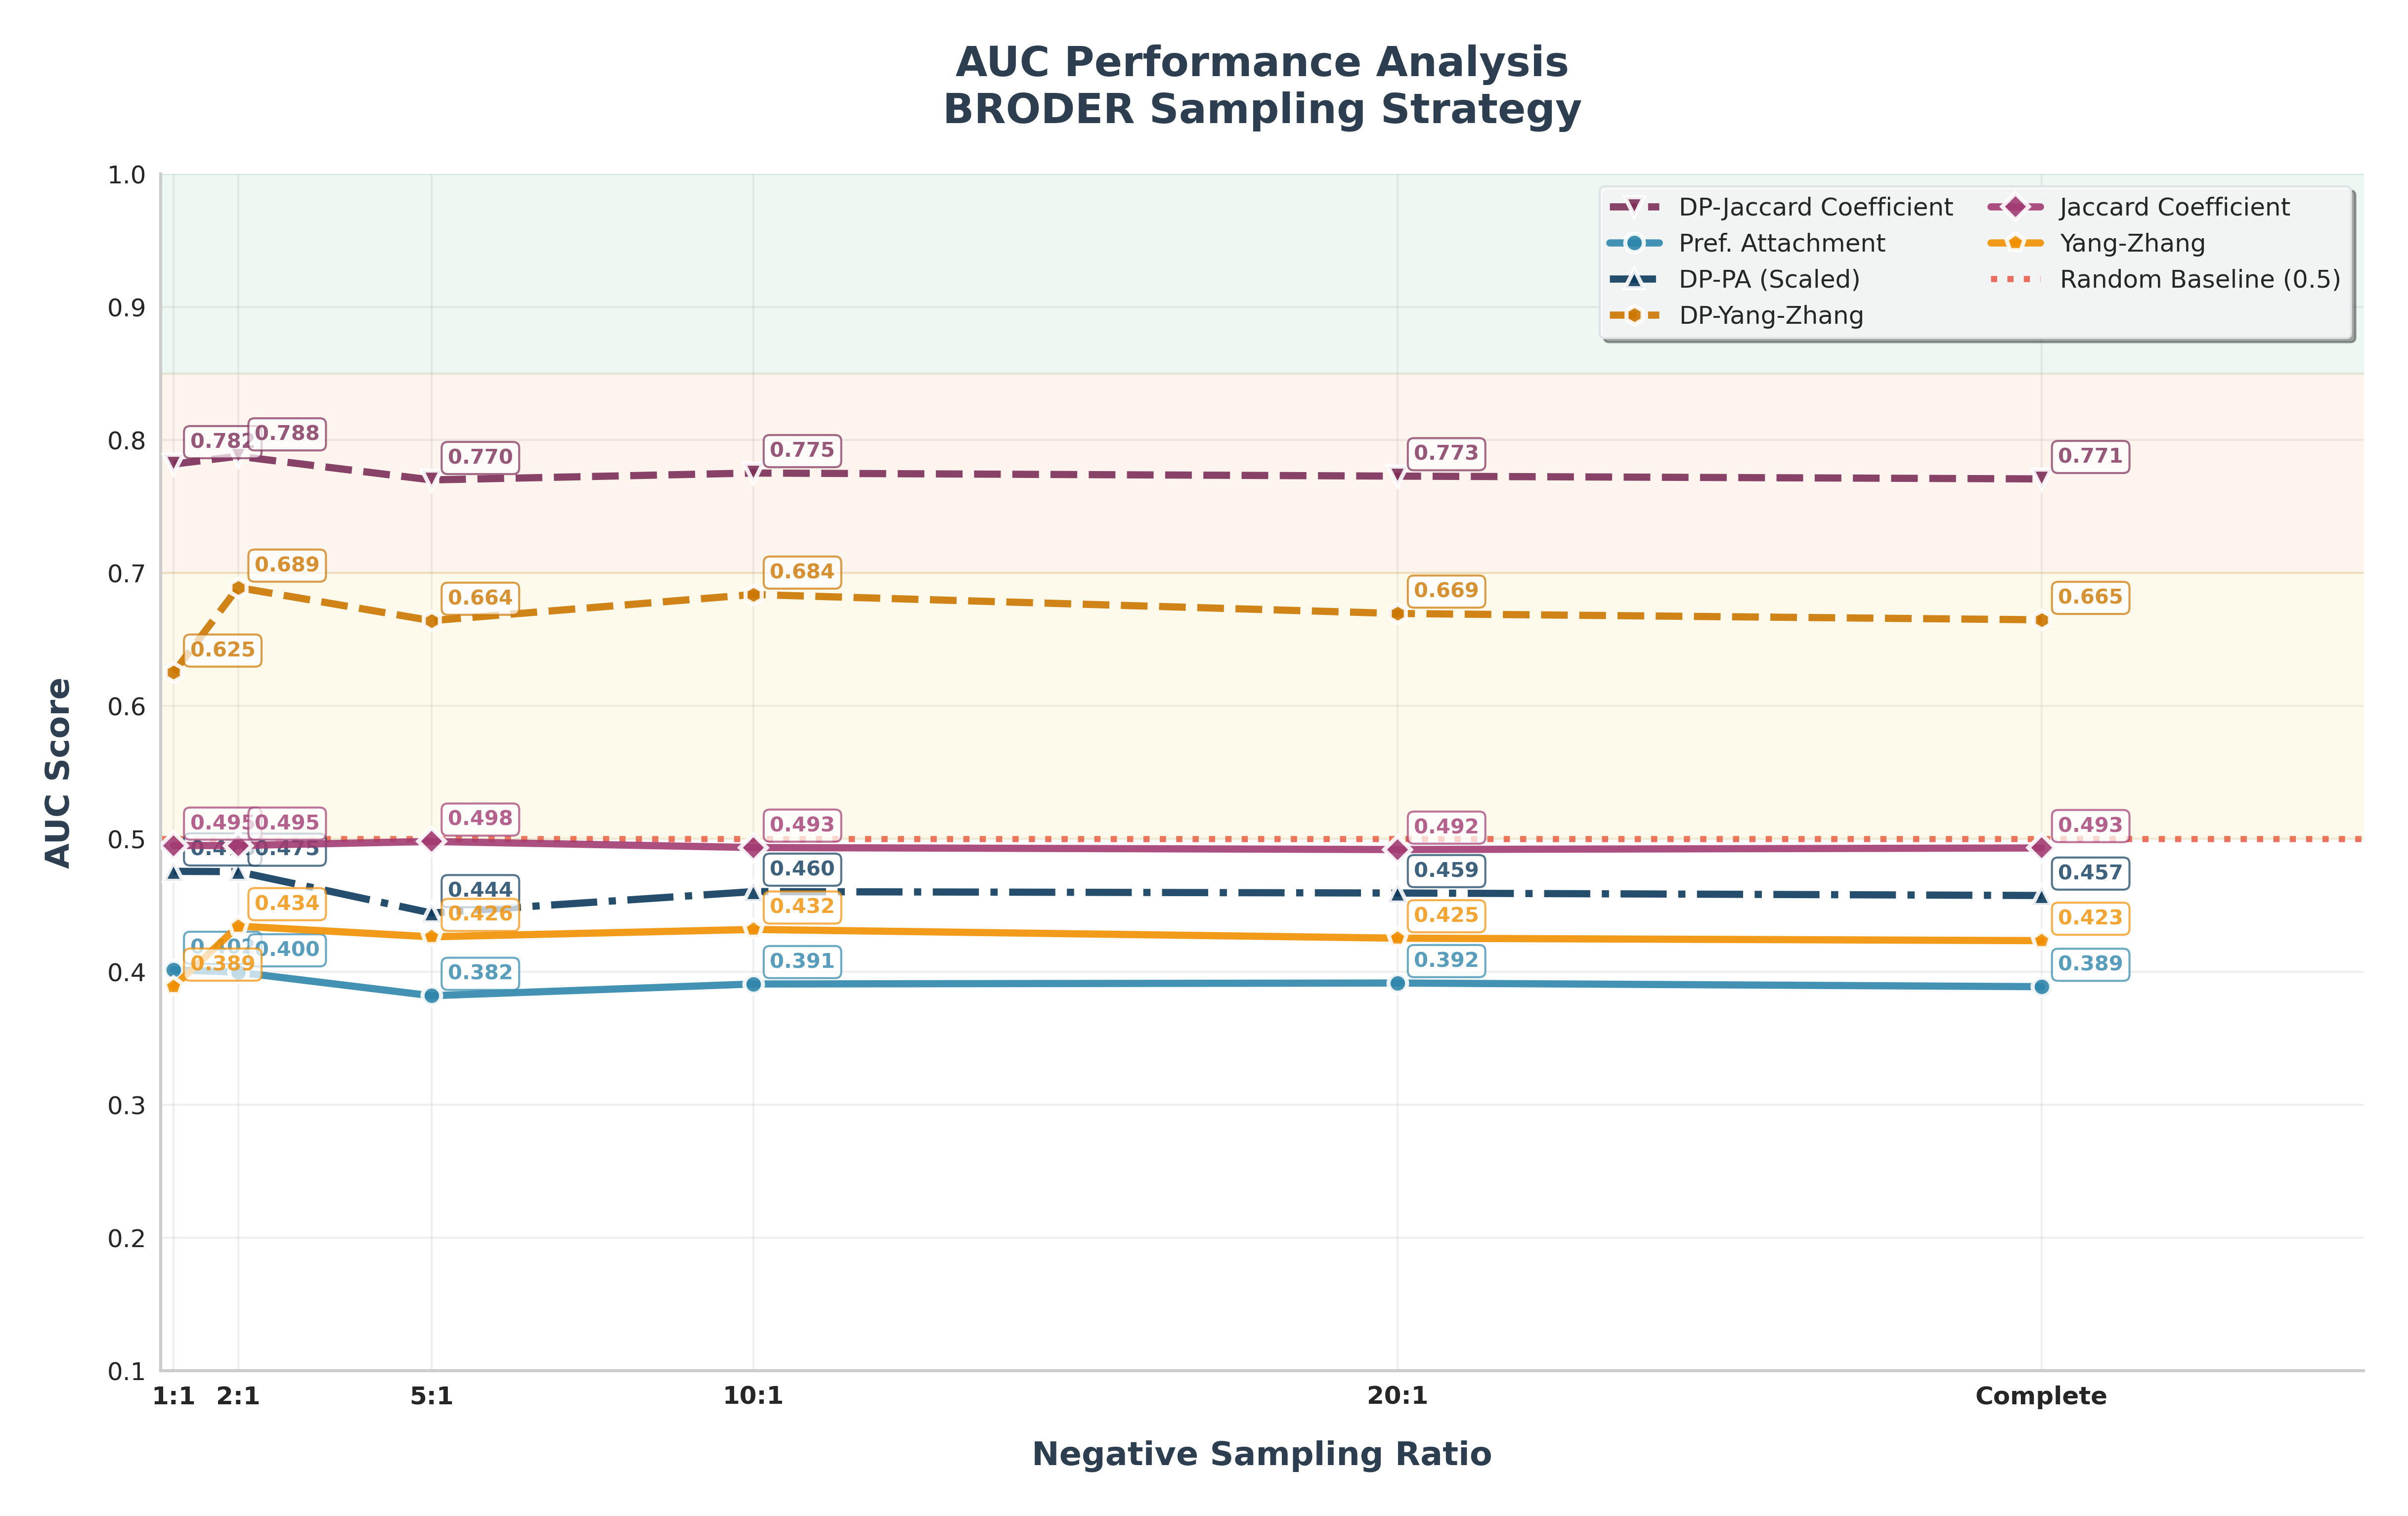 AUC Performance Analysis
BRODER Sampling Strategy
DP-Jaccard Coefficient
Pref. Attachment
DP-PA (Scaled)
DP-Yang-Zhang
Jaccard Coefficient
Yang-Zhang
Random Baseline (0.5)
AUC Score
1.0
0.9
0.8
0.7
0.6
0.5
0.4
0.3
0.2
0.1
0.782 0.788 0.770 0.775 0.773 0.771
0.625 0.689 0.664 0.684 0.669 0.665
0.495 0.495 0.498 0.493 0.492 0.493
0.475 0.444 0.460 0.459 0.457
0.389 0.434 0.426 0.432 0.425 0.423
0.400 0.382 0.391 0.392 0.389
1:1 2:1 5:1 10:1 20:1 Complete
Negative Sampling Ratio